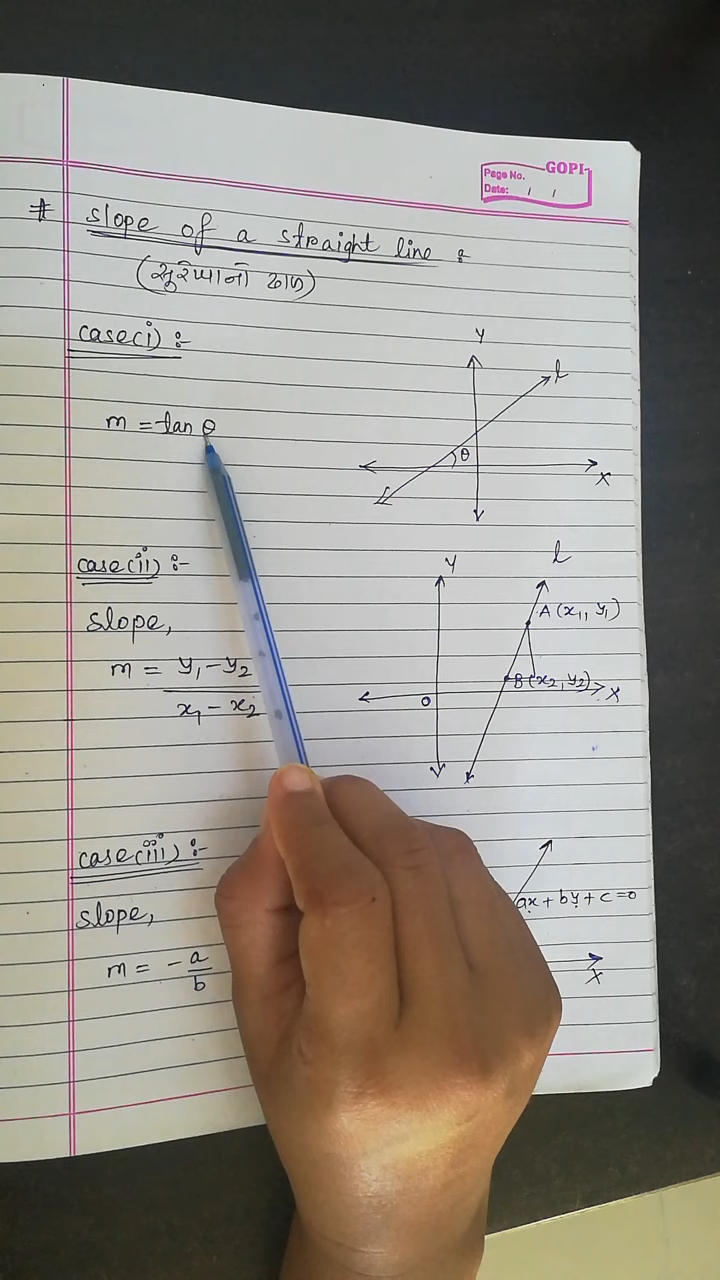 GOPI
Page No.
Date: / /
# slope of a straight line :
(સુરેખાનો ઢાળ)
case(i) :-
m = tan θ
y
l
θ
x
case(ii) :-
slope,
m = y₁ - y₂
x₁ - x₂
y
l
A (x₁, y₁)
B (x₂, y₂)
x
o
case(iii) :-
slope,
m = - a
b
ax + by + c = 0
x